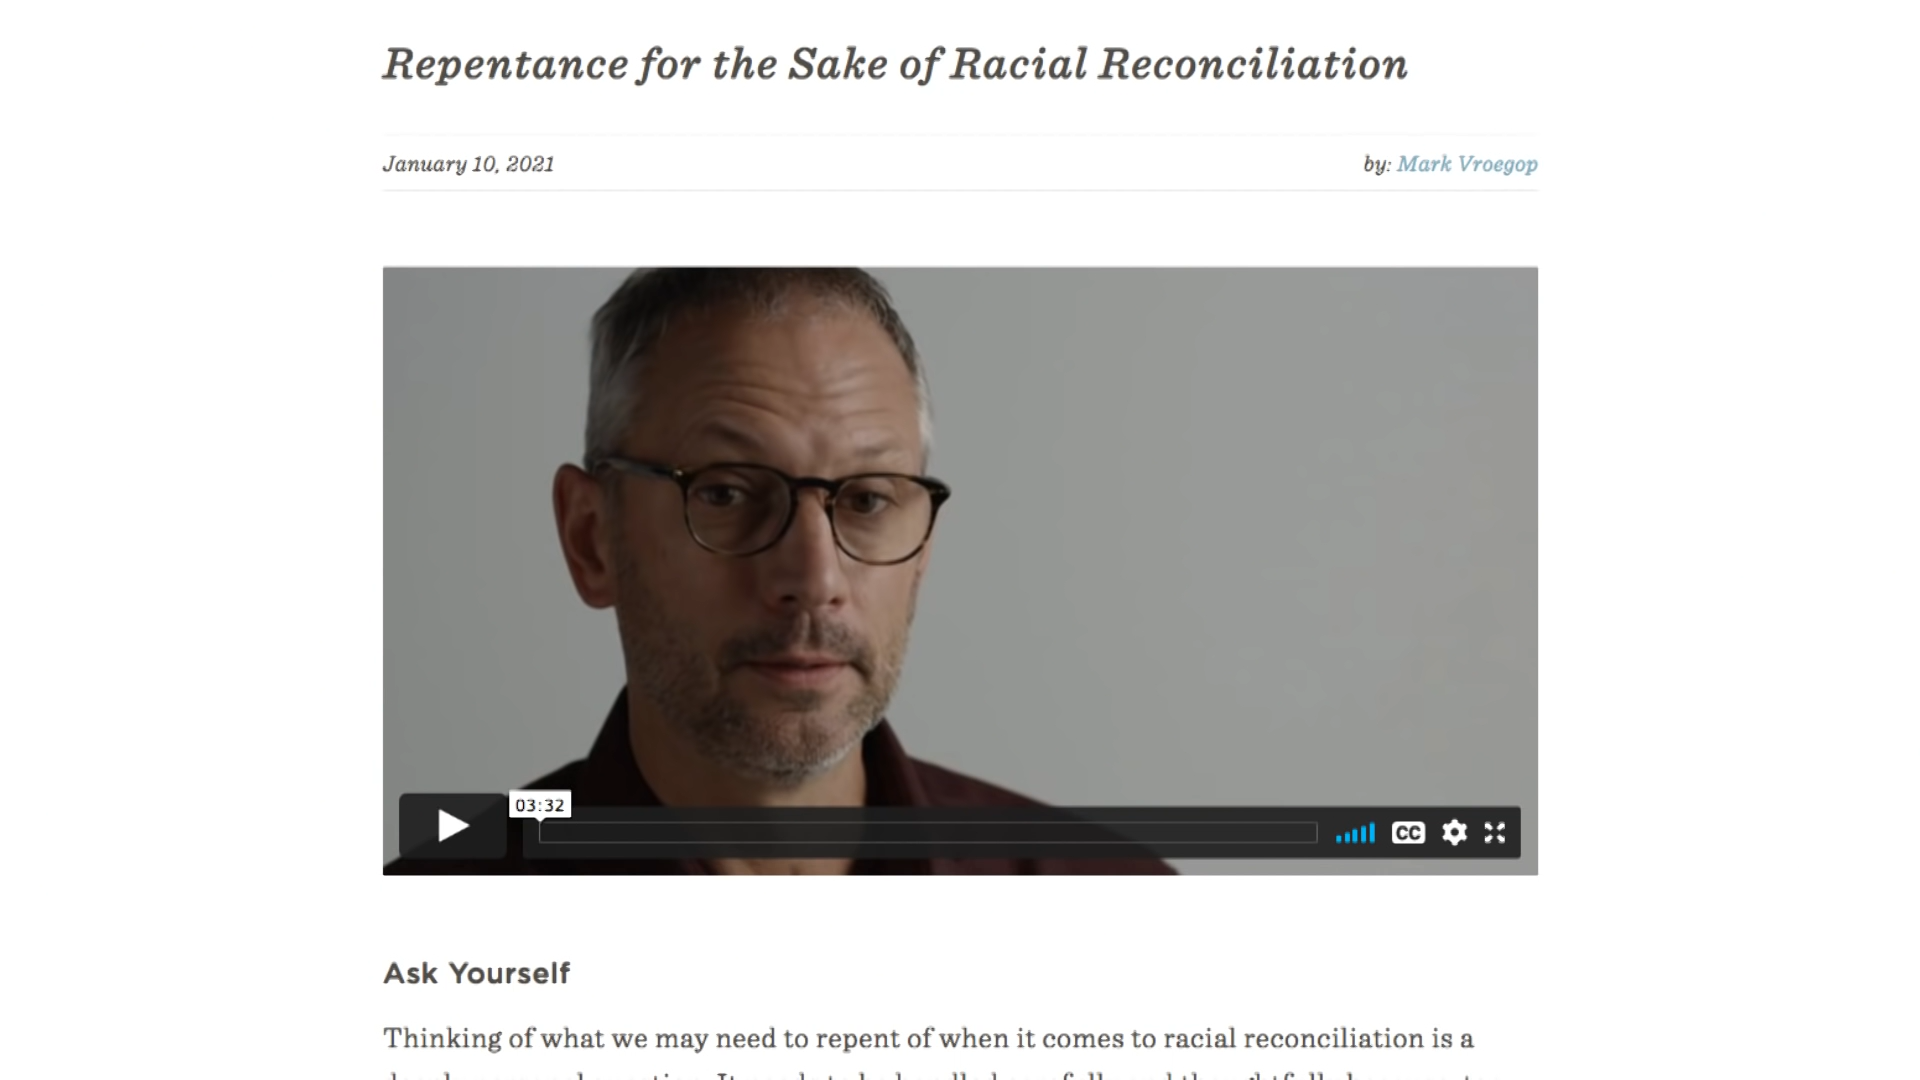 Repentance for the Sake of Racial Reconciliation
January 10, 2021
by: Mark Vroegop
03:32
CC
Ask Yourself
Thinking of what we may need to repent of when it comes to racial reconciliation is a